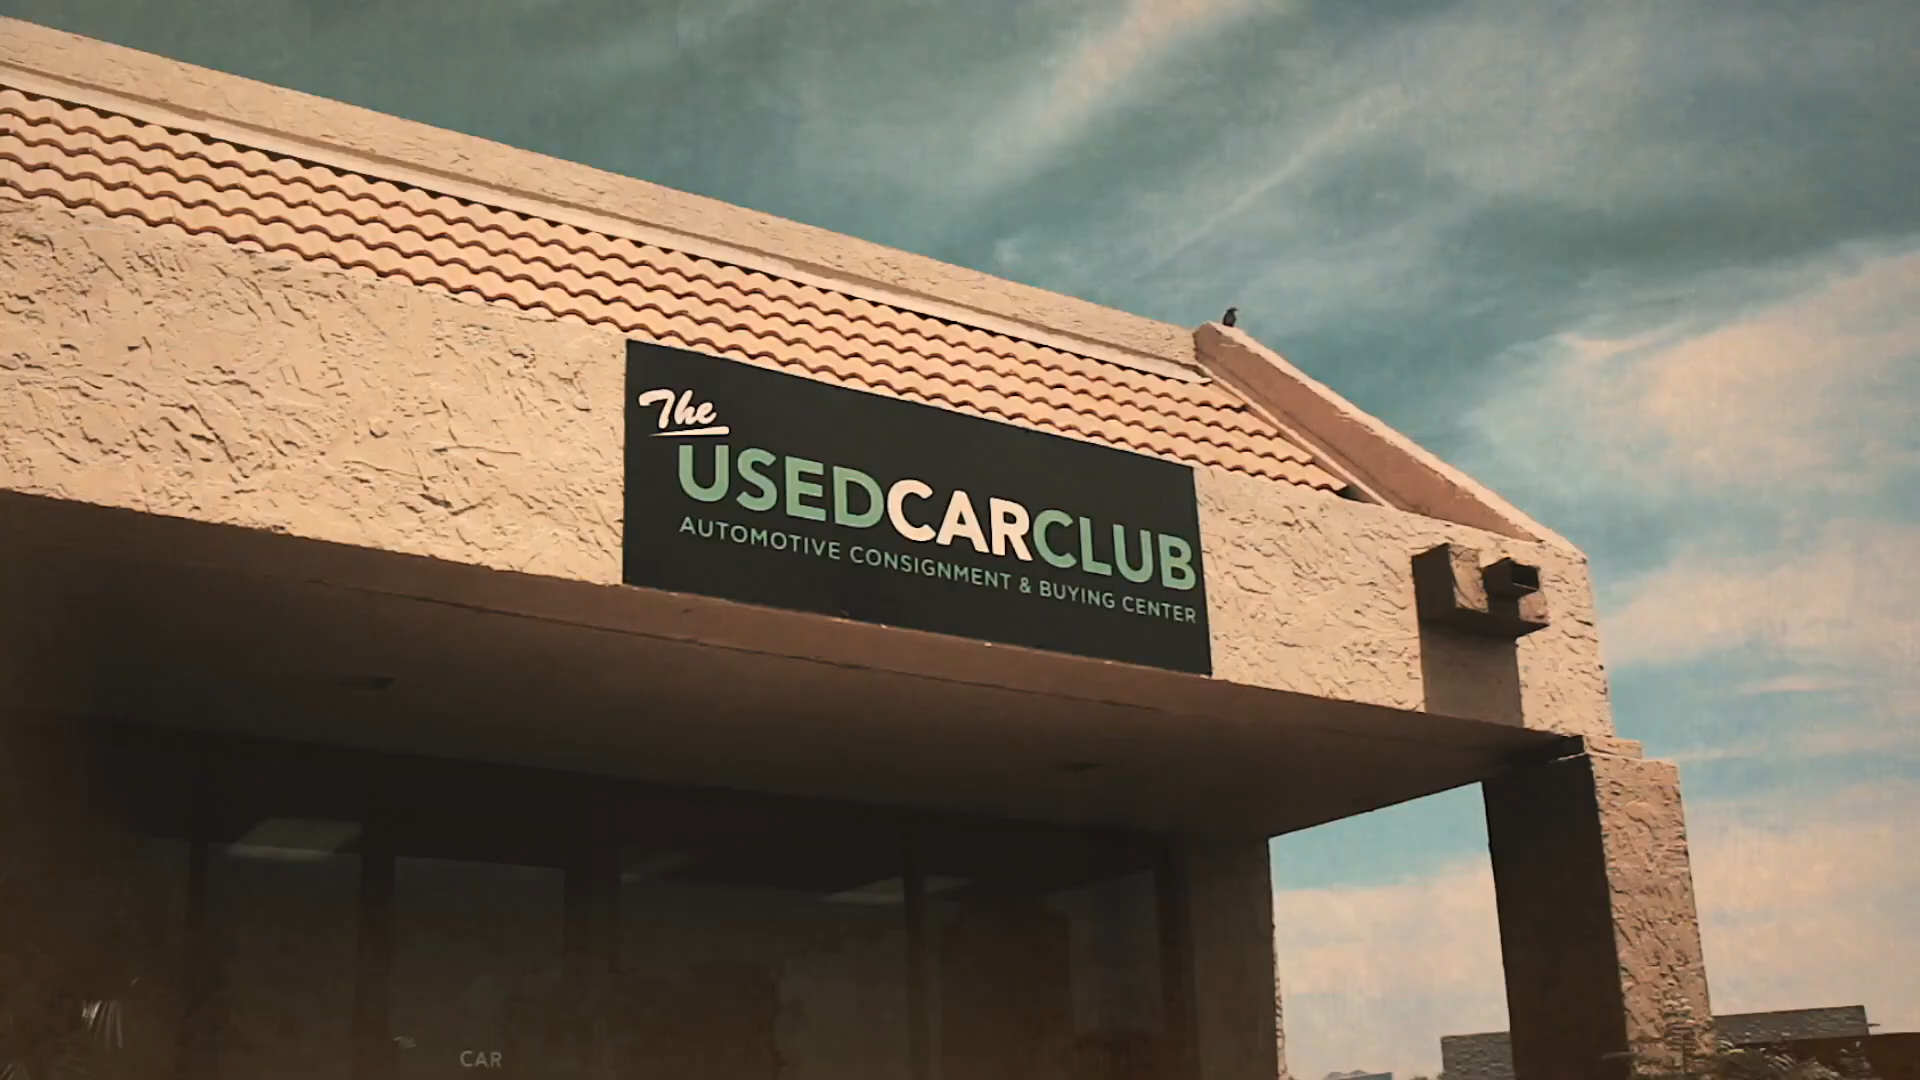 The
USEDCARCLUB
AUTOMOTIVE CONSIGNMENT & BUYING CENTER
CAR